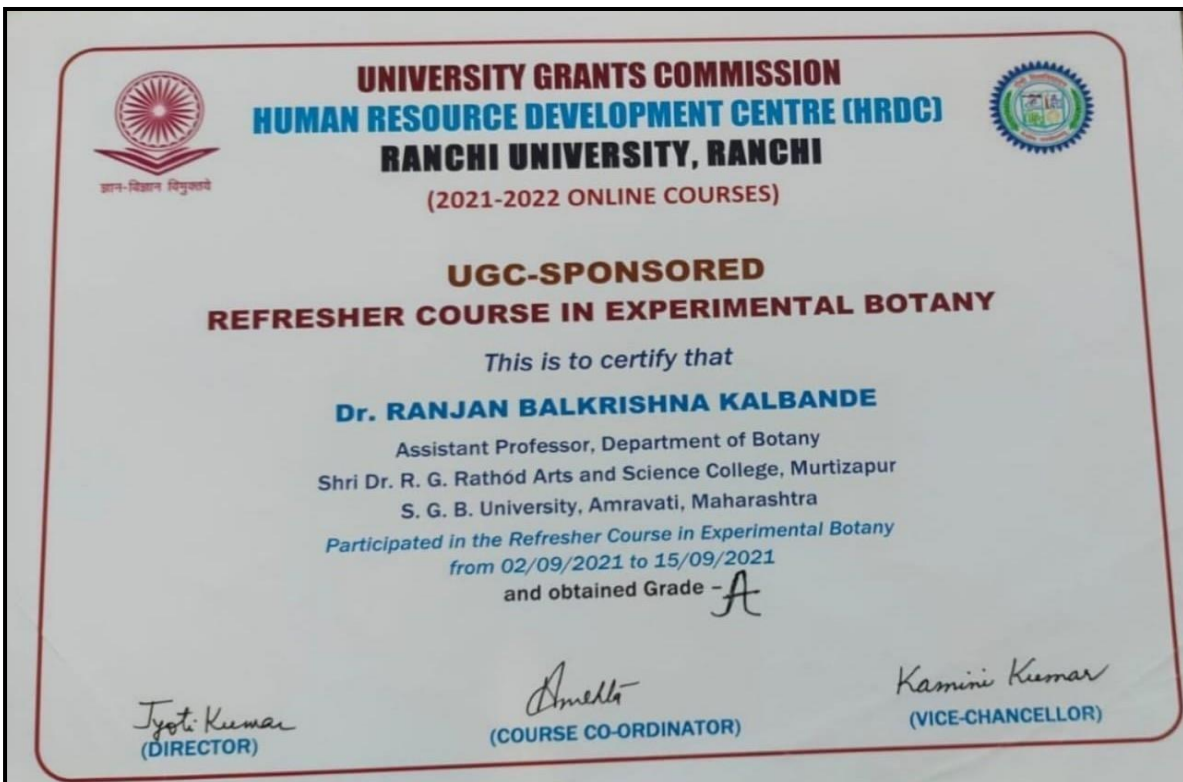 UNIVERSITY GRANTS COMMISSION
HUMAN RESOURCE DEVELOPMENT CENTRE (HRDC)
RANCHI UNIVERSITY, RANCHI
(2021-2022 ONLINE COURSES)
ज्ञान-विज्ञान विमुक्तये
UGC-SPONSORED
REFRESHER COURSE IN EXPERIMENTAL BOTANY
This is to certify that
Dr. RANJAN BALKRISHNA KALBANDE
Assistant Professor, Department of Botany
Shri Dr. R. G. Rathod Arts and Science College, Murtizapur
S. G. B. University, Amravati, Maharashtra
Participated in the Refresher Course in Experimental Botany
from 02/09/2021 to 15/09/2021
and obtained Grade - A
Jyoti Kumar
(DIRECTOR)
(COURSE CO-ORDINATOR)
Kamini Kumar
(VICE-CHANCELLOR)